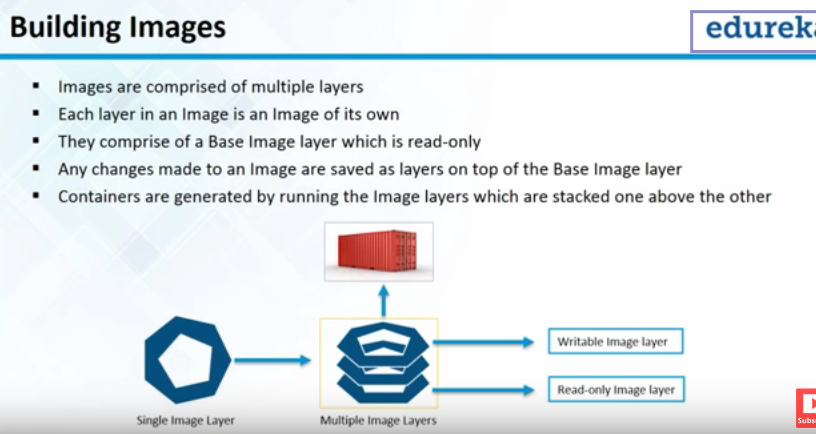 Building Images
edureka
▪ Images are comprised of multiple layers
▪ Each layer in an Image is an Image of its own
▪ They comprise of a Base Image layer which is read-only
▪ Any changes made to an Image are saved as layers on top of the Base Image layer
▪ Containers are generated by running the Image layers which are stacked one above the other
Writable Image layer
Read-only Image layer
Single Image Layer
Multiple Image Layers
Subs